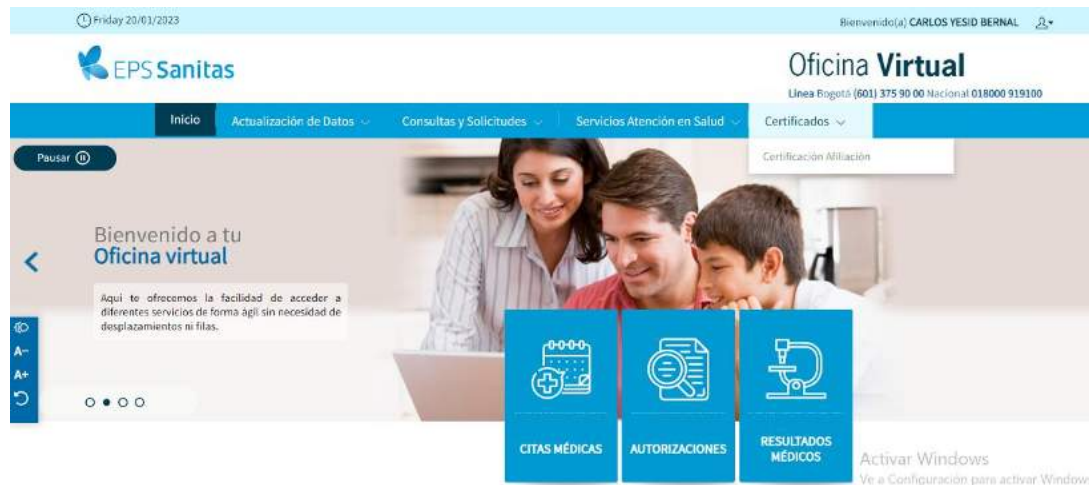 Friday 20/01/2023
Bienvenido(a) CARLOS YESID BERNAL
EPS Sanitas
Oficina Virtual
Linea Bogotá (601) 375 90 00 Nacional 018000 919100
Inicio
Actualización de Datos
Consultas y Solicitudes
Servicios Atención en Salud
Certificados
Certificación Afiliación
Pausar
Bienvenido a tu
Oficina virtual
Aqui te ofrecemos la facilidad de acceder a
diferentes servicios de forma ágil sin necesidad de
desplazamientos ni filas.
A-
A+
CITAS MÉDICAS
AUTORIZACIONES
RESULTADOS
MÉDICOS
Activar Windows
Ve a Configuración para activar Window